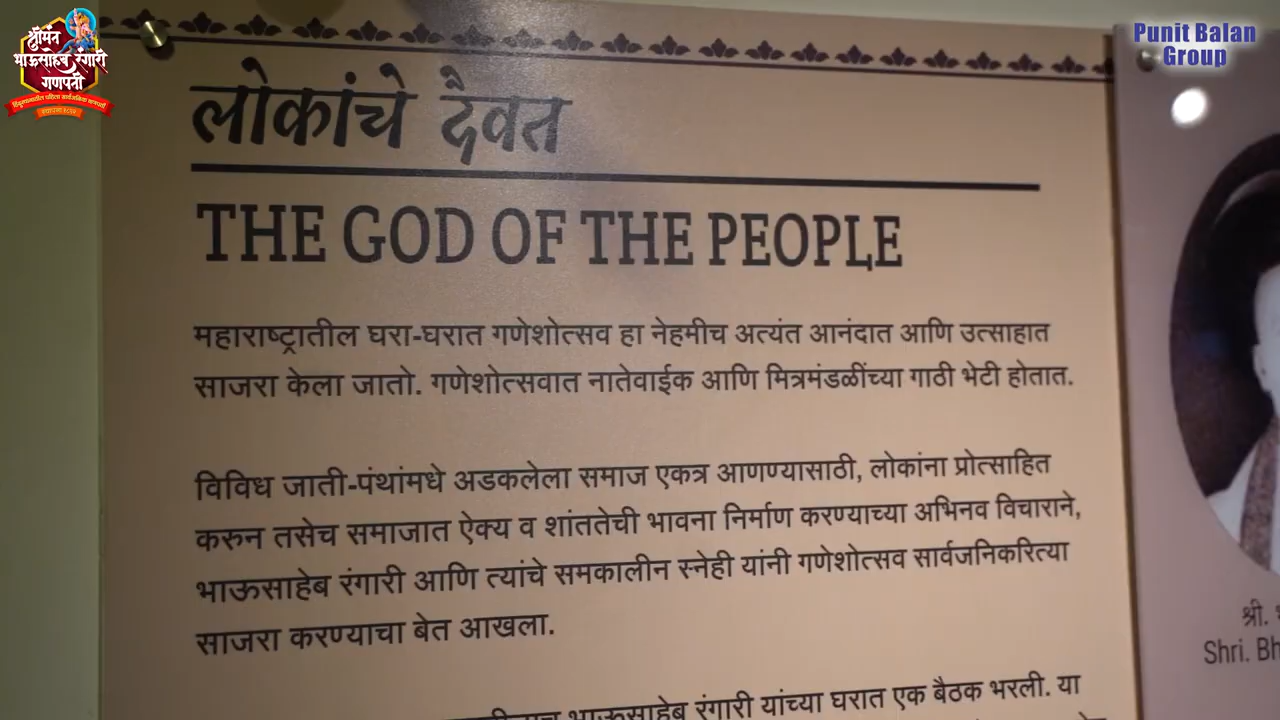 श्रीमंत
भाऊसाहेब रंगारी
गणपती
Punit Balan
Group
लोकांचे दैवत
THE GOD OF THE PEOPLE
महाराष्ट्रातील घरा-घरात गणेशोत्सव हा नेहमीच अत्यंत आनंदात आणि उत्साहात
साजरा केला जातो. गणेशोत्सवात नातेवाईक आणि मित्रमंडळींच्या गाठी भेटी होतात.
विविध जाती-पंथांमधे अडकलेला समाज एकत्र आणण्यासाठी, लोकांना प्रोत्साहित
करुन तसेच समाजात ऐक्य व शांततेची भावना निर्माण करण्याच्या अभिनव विचाराने,
भाऊसाहेब रंगारी आणि त्यांचे समकालीन स्नेही यांनी गणेशोत्सव सार्वजनिकरित्या
साजरा करण्याचा बेत आखला.
भाऊसाहेब रंगारी यांच्या घरात एक बैठक भरली. या
श्री.
Shri. Bh